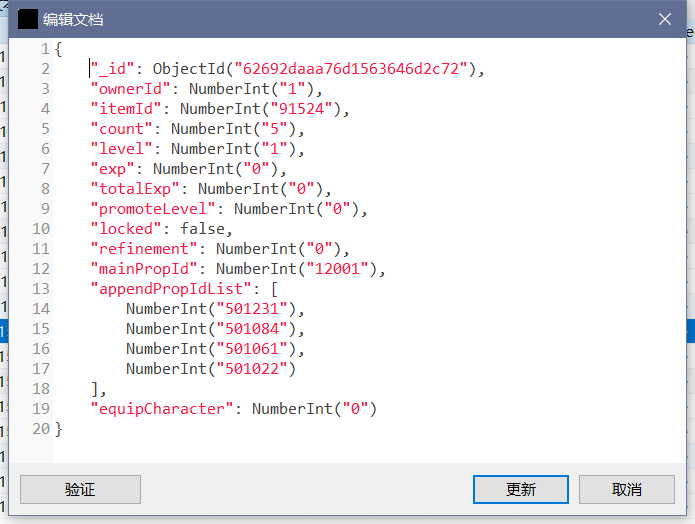 编辑文档
1 {
2 "_id": ObjectId("62692daaa76d1563646d2c72"),
3 "ownerId": NumberInt("1"),
4 "itemId": NumberInt("91524"),
5 "count": NumberInt("5"),
6 "level": NumberInt("1"),
7 "exp": NumberInt("0"),
8 "totalExp": NumberInt("0"),
9 "promoteLevel": NumberInt("0"),
10 "locked": false,
11 "refinement": NumberInt("0"),
12 "mainPropId": NumberInt("12001"),
13 "appendPropIdList": [
14 NumberInt("501231"),
15 NumberInt("501084"),
16 NumberInt("501061"),
17 NumberInt("501022")
18 ],
19 "equipCharacter": NumberInt("0")
20 }
验证 更新 取消